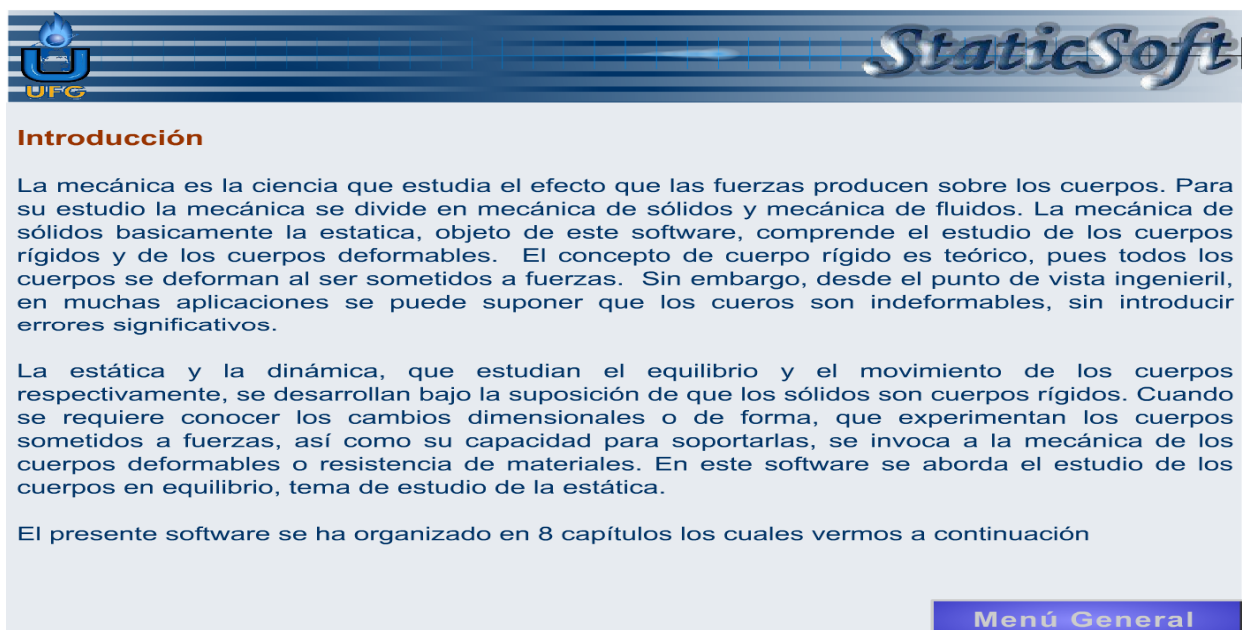 StaticSoft
UFG
Introducción
La mecánica es la ciencia que estudia el efecto que las fuerzas producen sobre los cuerpos. Para
su estudio la mecánica se divide en mecánica de sólidos y mecánica de fluidos. La mecánica de
sólidos basicamente la estatica, objeto de este software, comprende el estudio de los cuerpos
rígidos y de los cuerpos deformables. El concepto de cuerpo rígido es teórico, pues todos los
cuerpos se deforman al ser sometidos a fuerzas. Sin embargo, desde el punto de vista ingenieril,
en muchas aplicaciones se puede suponer que los cueros son indeformables, sin introducir
errores significativos.
La estática y la dinámica, que estudian el equilibrio y el movimiento de los cuerpos
respectivamente, se desarrollan bajo la suposición de que los sólidos son cuerpos rígidos. Cuando
se requiere conocer los cambios dimensionales o de forma, que experimentan los cuerpos
sometidos a fuerzas, así como su capacidad para soportarlas, se invoca a la mecánica de los
cuerpos deformables o resistencia de materiales. En este software se aborda el estudio de los
cuerpos en equilibrio, tema de estudio de la estática.
El presente software se ha organizado en 8 capítulos los cuales vermos a continuación
Menú General